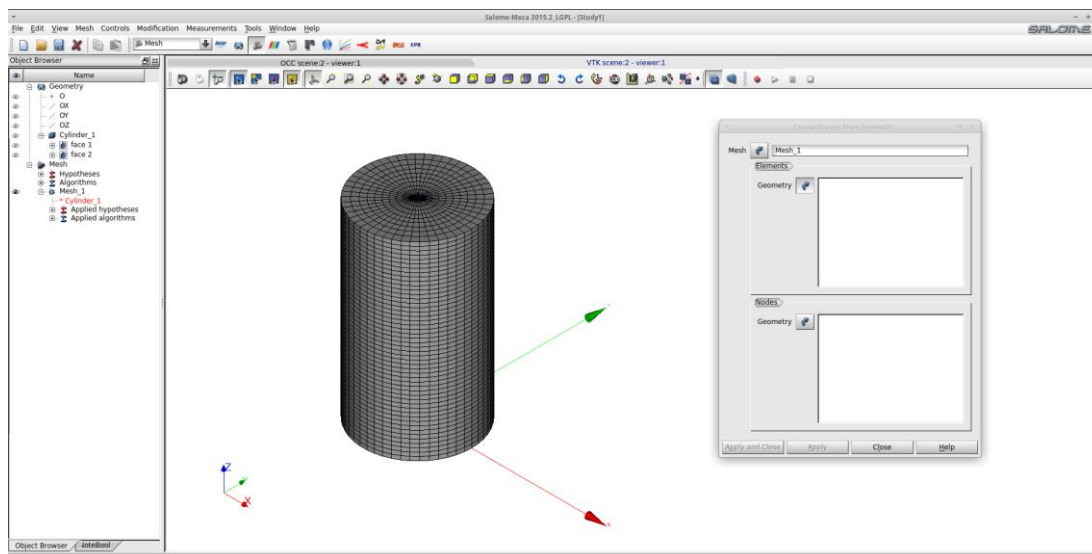 Salome-Meca 2015.2_LGPL - [Study1]
File Edit View Mesh Controls Modification Measurements Tools Window Help
SALOME
Mesh
Object Browser
OCC scene:2 - viewer:1
VTK scene:2 - viewer:1
Name
Geometry
O
OX
OY
OZ
Cylinder_1
face 1
face 2
Mesh
Hypotheses
Algorithms
Mesh_1
* Cylinder_1
Applied hypotheses
Applied algorithms
Create Groups from Geometry
Mesh Mesh_1
Elements
Geometry
Nodes
Geometry
Apply and Close Apply Close Help
Z
X
Object Browser NoteBook